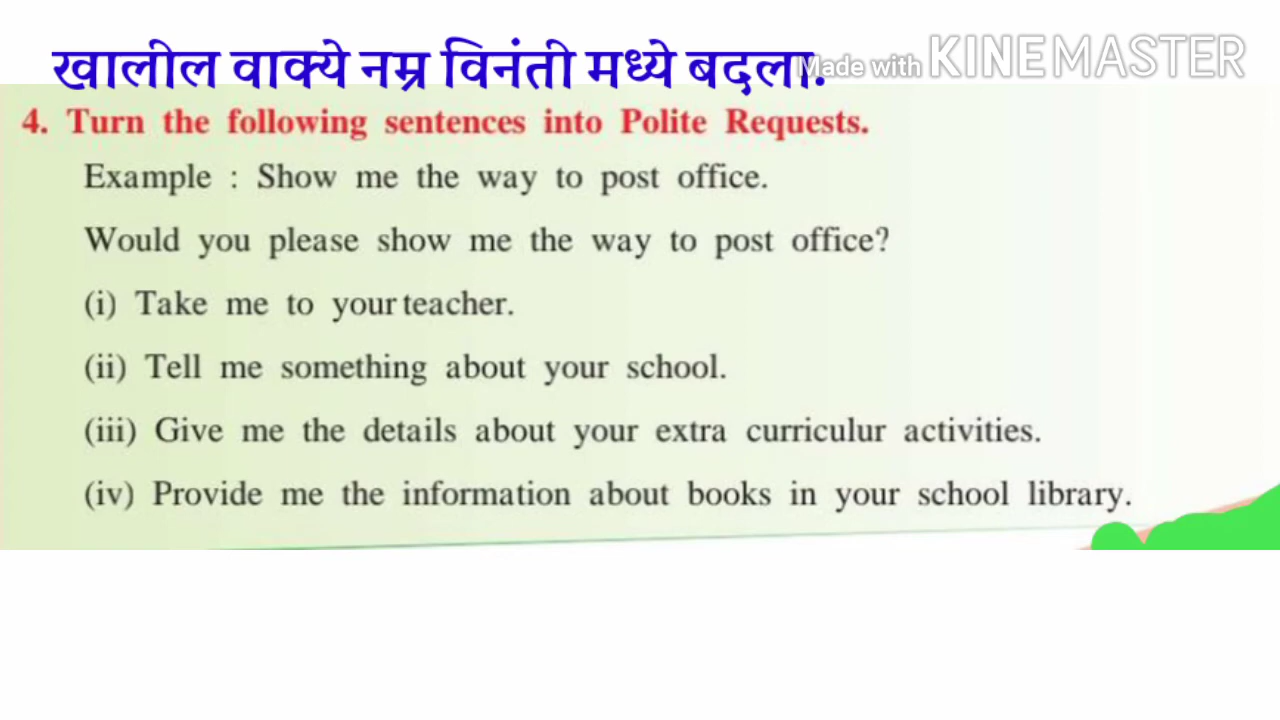 खालील वाक्ये नम्र विनंती मध्ये बदला.
Made with KINEMASTER
4. Turn the following sentences into Polite Requests.
Example : Show me the way to post office.
Would you please show me the way to post office?
(i) Take me to your teacher.
(ii) Tell me something about your school.
(iii) Give me the details about your extra curriculur activities.
(iv) Provide me the information about books in your school library.